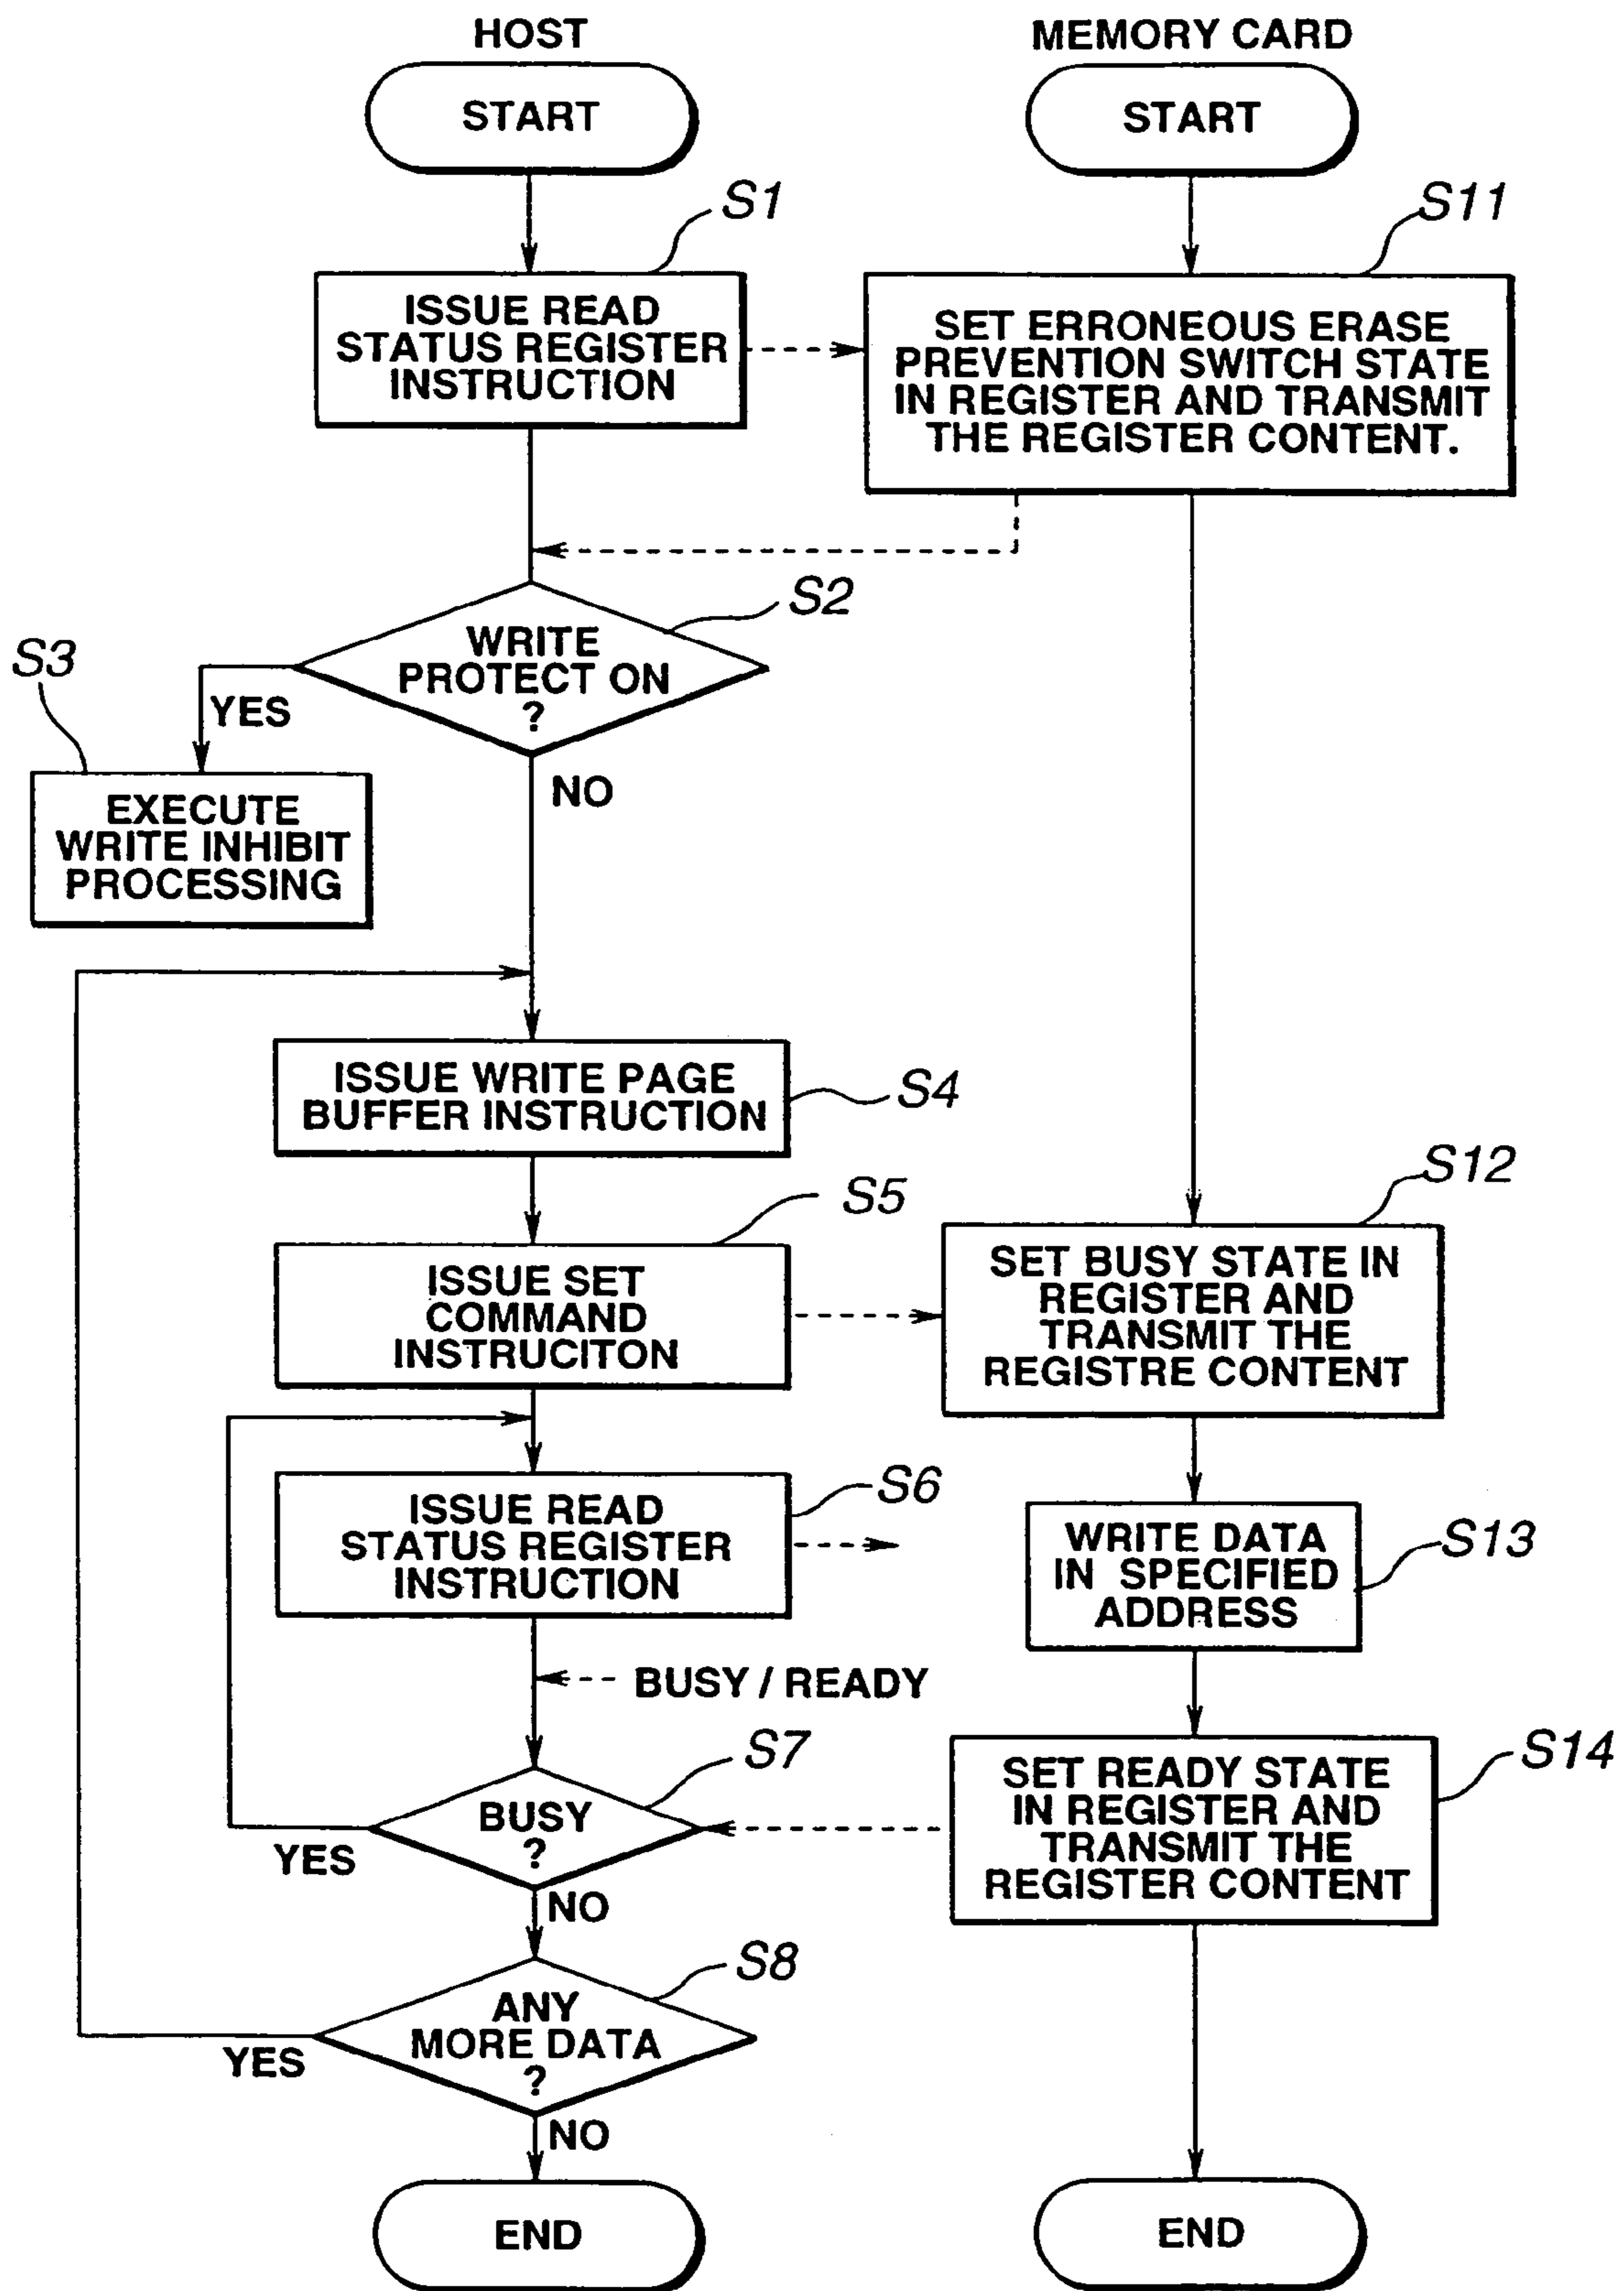 HOST
START
S1
ISSUE READ
STATUS REGISTER
INSTRUCTION
S2
WRITE
PROTECT ON
?
YES
NO
S3
EXECUTE
WRITE INHIBIT
PROCESSING
ISSUE WRITE PAGE
BUFFER INSTRUCTION
S4
S5
ISSUE SET
COMMAND
INSTRUCITON
S6
ISSUE READ
STATUS REGISTER
INSTRUCTION
BUSY / READY
S7
BUSY
?
YES
NO
S8
ANY
MORE DATA
?
YES
NO
END
MEMORY CARD
START
S11
SET ERRONEOUS ERASE
PREVENTION SWITCH STATE
IN REGISTER AND TRANSMIT
THE REGISTER CONTENT.
S12
SET BUSY STATE IN
REGISTER AND
TRANSMIT THE
REGISTRE CONTENT
WRITE DATA
IN SPECIFIED
ADDRESS
S13
SET READY STATE
IN REGISTER AND
TRANSMIT THE
REGISTER CONTENT
S14
END